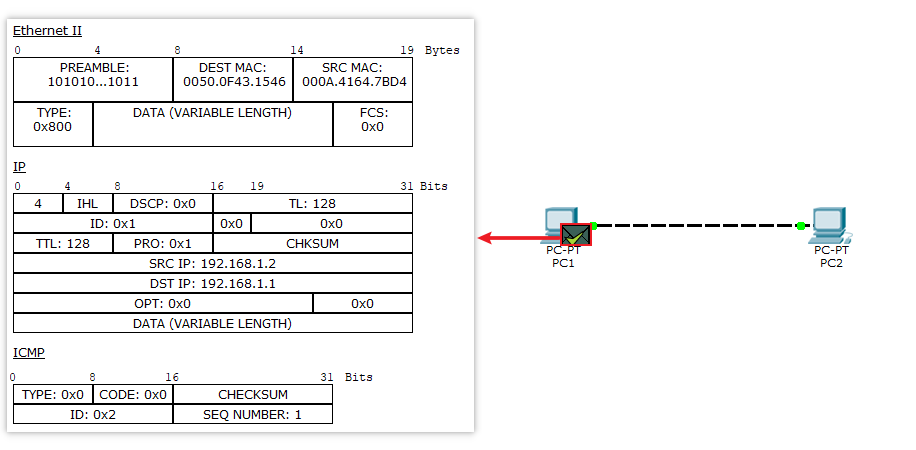 Ethernet II
0 4 8 14 19 Bytes
PREAMBLE: DEST MAC: SRC MAC:
101010...1011 0050.0F43.1546 000A.4164.7BD4
TYPE: DATA (VARIABLE LENGTH) FCS:
0x800 0x0
IP
0 4 8 16 19 31 Bits
4 IHL DSCP: 0x0 TL: 128
ID: 0x1 0x0 0x0
TTL: 128 PRO: 0x1 CHKSUM
SRC IP: 192.168.1.2
DST IP: 192.168.1.1
OPT: 0x0 0x0
DATA (VARIABLE LENGTH)
ICMP
0 8 16 31 Bits
TYPE: 0x0 CODE: 0x0 CHECKSUM
ID: 0x2 SEQ NUMBER: 1
PC-PT
PC1
PC-PT
PC2